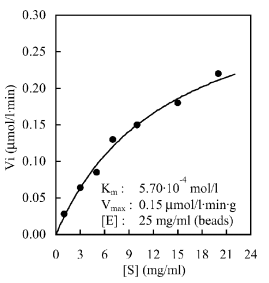 0.30
0.25
0.20
0.15
0.10
0.05
0.00
Vi (μmol/l·min)
Km : 5.70·10⁻⁴ mol/l
Vmax : 0.15 μmol/l·min·g
[E] : 25 mg/ml (beads)
0 3 6 9 12 15 18 21 24
[S] (mg/ml)